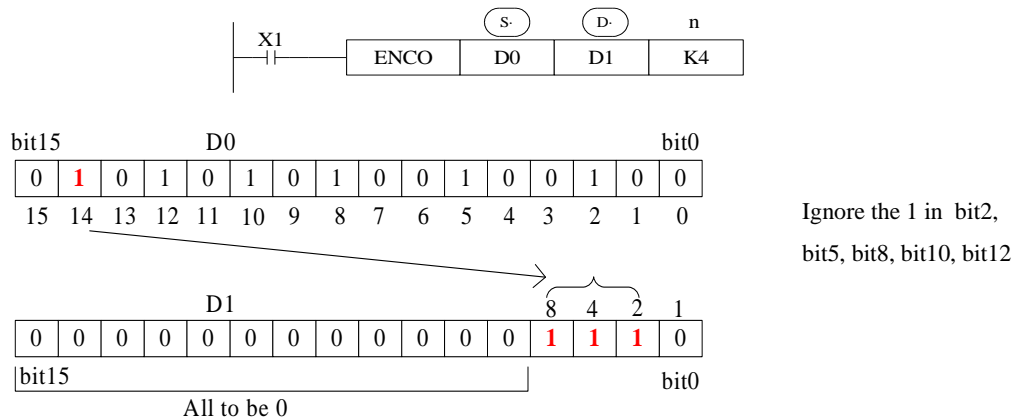 S· D· n
X1
ENCO D0 D1 K4
bit15 D0 bit0
0 1 0 1 0 1 0 1 0 0 1 0 0 1 0 0
15 14 13 12 11 10 9 8 7 6 5 4 3 2 1 0
Ignore the 1 in bit2,
bit5, bit8, bit10, bit12
D1 8 4 2 1
0 0 0 0 0 0 0 0 0 0 0 0 1 1 1 0
bit15 bit0
All to be 0